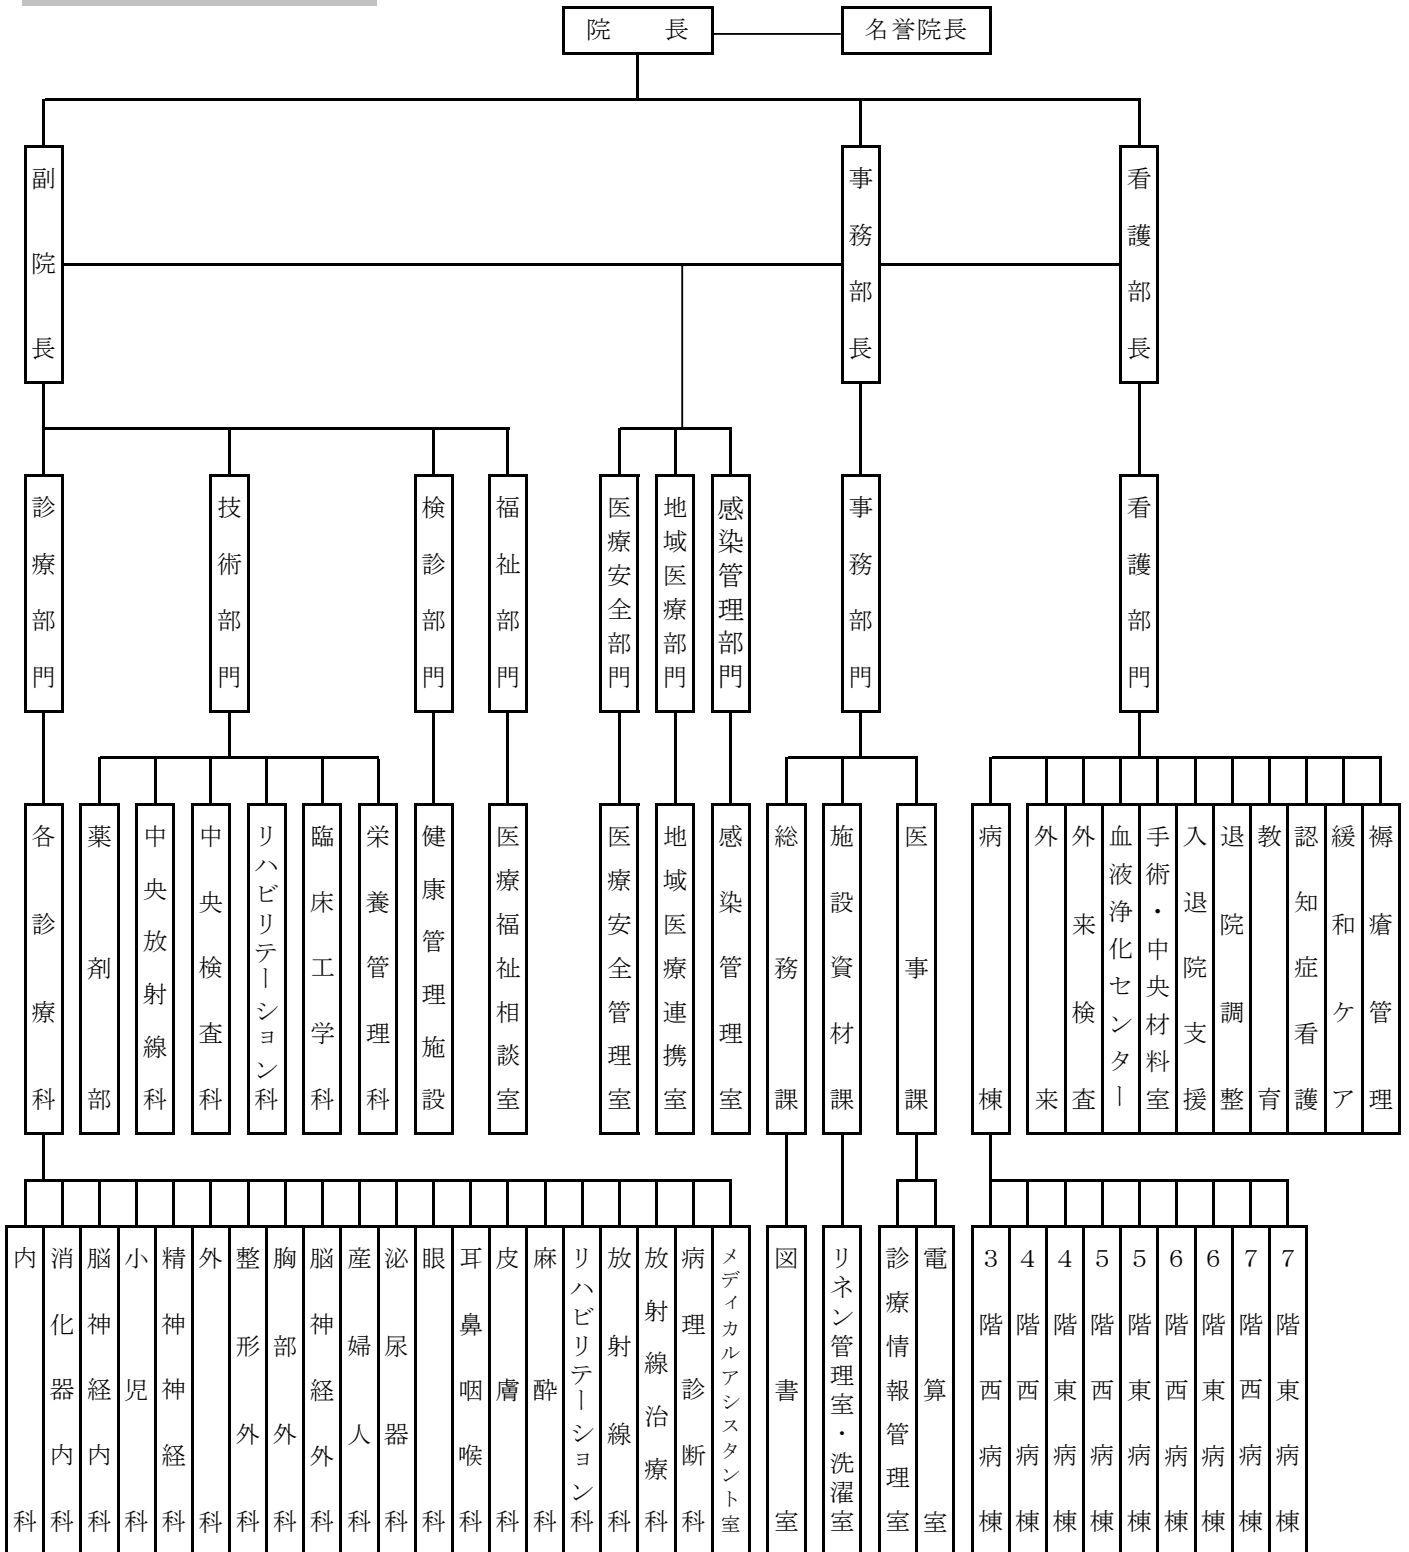 院長
名誉院長
副院長
事務部長
看護部長
診療部門
技術部門
検診部門
福祉部門
医療安全部門
地域医療部門
感染管理部門
事務部門
看護部門
各診療科
薬剤部
中央放射線科
中央検査科
リハビリテーション科
臨床工学科
栄養管理科
健康管理施設
医療福祉相談室
医療安全管理室
地域医療連携室
感染管理室
総務課
施設資材課
医事課
病棟
外来
外来検査
血液浄化センター
手術・中央材料室
入退院支援
退院調整
教育
認知症看護
緩和ケア
褥瘡管理
内科
消化器内科
脳神経内科
小児科
精神神経科
外科
整形外科
胸部外科
脳神経外科
産婦人科
泌尿器科
眼科
耳鼻咽喉科
皮膚科
麻酔科
リハビリテーション科
放射線科
放射線治療科
病理診断科
メディカルアシスタント室
図書室
リネン管理室・洗濯室
診療情報管理室
電算室
3階西病棟
4階西病棟
4階東病棟
5階西病棟
5階東病棟
6階西病棟
6階東病棟
7階西病棟
7階東病棟